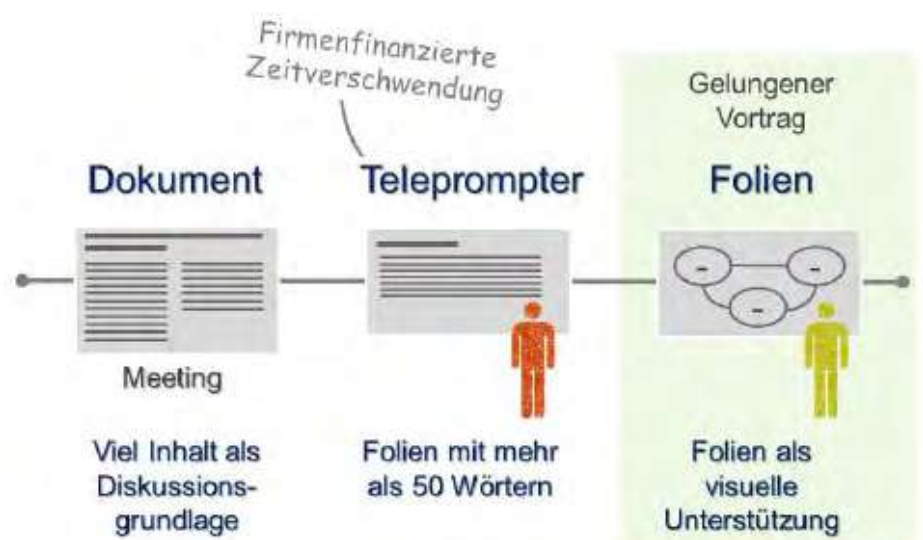 Firmenfinanzierte
Zeitverschwendung
Gelungener
Vortrag
Dokument
Teleprompter
Folien
Meeting
Viel Inhalt als
Diskussions-
grundlage
Folien mit mehr
als 50 Wörtern
Folien als
visuelle
Unterstützung